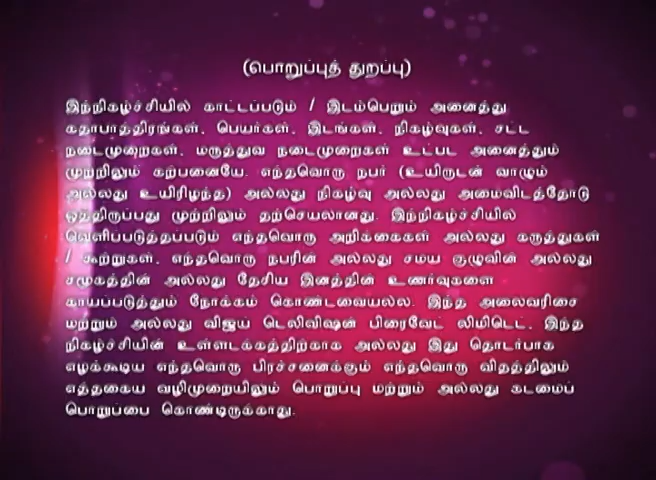 (பொறுப்புத் துறப்பு)
இந்நிகழ்ச்சியில் காட்டப்படும் / இடம்பெறும் அனைத்து
கதாபாத்திரங்கள், பெயர்கள், இடங்கள், நிகழ்வுகள், சட்ட
நடைமுறைகள், மருத்துவ நடைமுறைகள் உட்பட அனைத்தும்
முற்றிலும் கற்பனையே. எந்தவொரு நபர் (உயிருடன் வாழும்
அல்லது உயிரிழந்த) அல்லது நிகழ்வு அல்லது அமைவிடத்தோடு
ஒத்திருப்பது முற்றிலும் தற்செயலானது. இந்நிகழ்ச்சியில்
வெளிப்படுத்தப்படும் எந்தவொரு அறிக்கைகள் அல்லது கருத்துகள்
/ கூற்றுகள், எந்தவொரு நபரின் அல்லது சமய குழுவின் அல்லது
சமூகத்தின் அல்லது தேசிய இனத்தின் உணர்வுகளை
காயப்படுத்தும் நோக்கம் கொண்டவையல்ல. இந்த அலைவரிசை
மற்றும் அல்லது விஜய் டெலிவிஷன் பிரைவேட் லிமிடெட், இந்த
நிகழ்ச்சியின் உள்ளடக்கத்திற்காக அல்லது இது தொடர்பாக
எழக்கூடிய எந்தவொரு பிரச்சனைக்கும் எந்தவொரு விதத்திலும்
எத்தகைய வழிமுறையிலும் பொறுப்பு மற்றும் அல்லது கடமைப்
பொறுப்பை கொண்டிருக்காது.